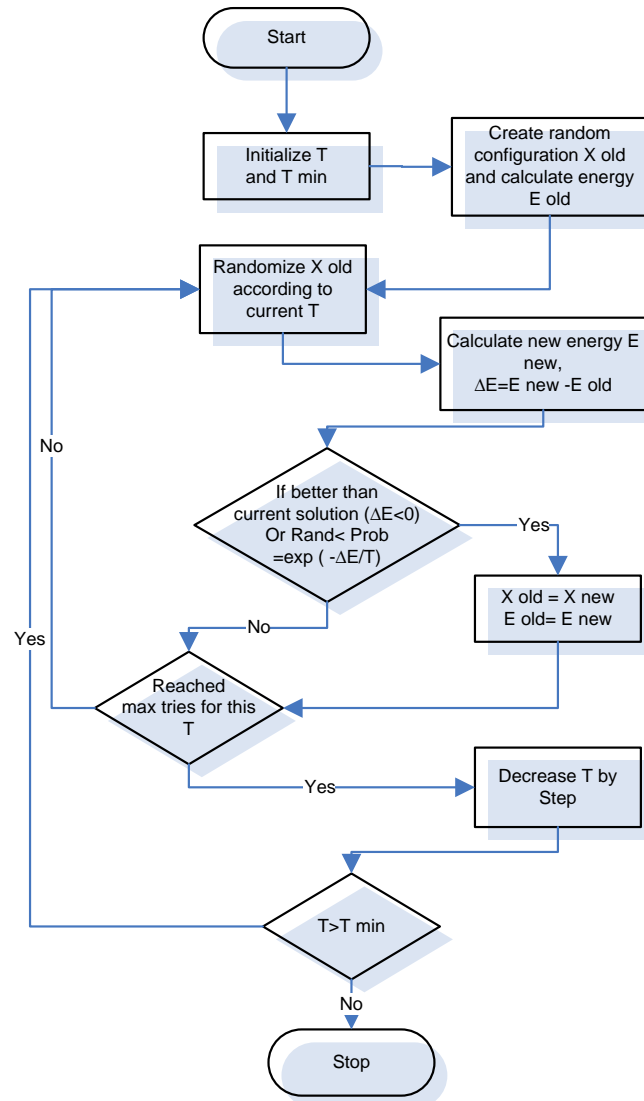 Start
Initialize T
and T min
Create random
configuration X old
and calculate energy
E old
Randomize X old
according to
current T
Calculate new energy E
new,
ΔE=E new -E old
No
If better than
current solution (ΔE<0)
Or Rand< Prob
=exp ( -ΔE/T)
Yes
X old = X new
E old= E new
No
Yes
Reached
max tries for this
T
Yes
Decrease T by
Step
T>T min
No
Stop